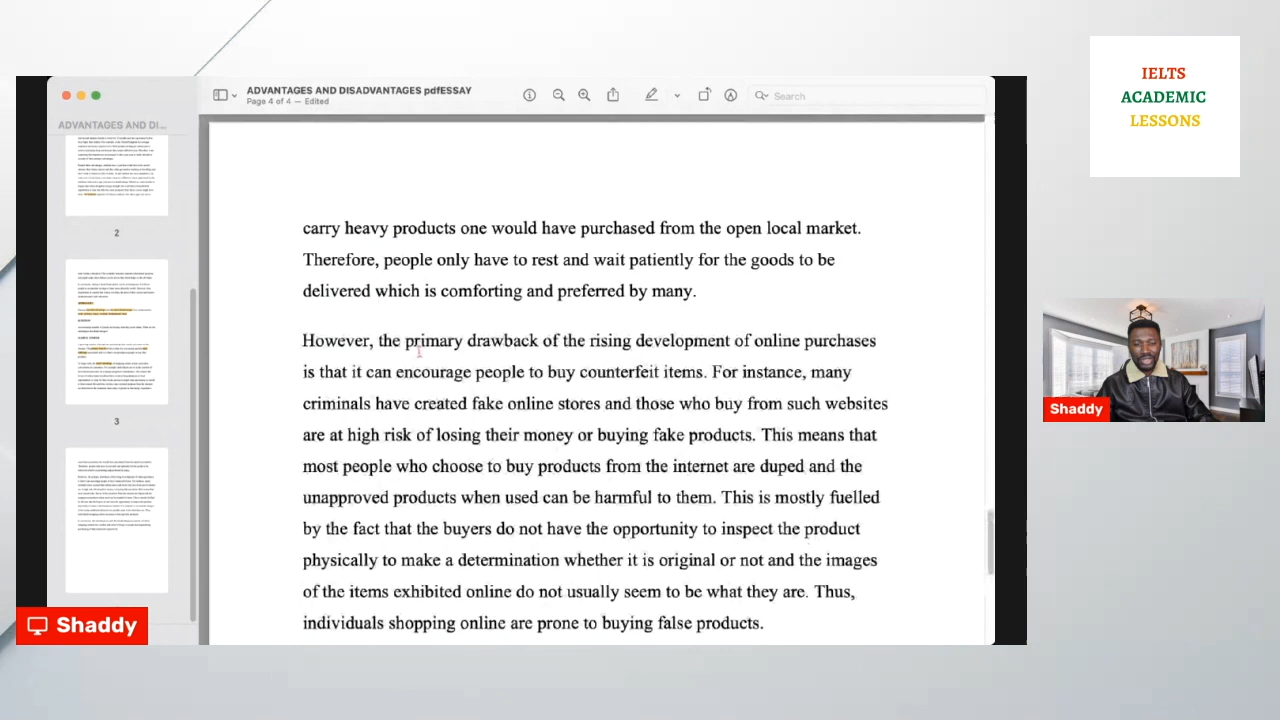 ADVANTAGES AND DISADVANTAGES pdfESSAY
Page 4 of 4 — Edited
Search
ADVANTAGES AND DI...
2
3
carry heavy products one would have purchased from the open local market.
Therefore, people only have to rest and wait patiently for the goods to be
delivered which is comforting and preferred by many.
However, the primary drawback of the rising development of online purchases
is that it can encourage people to buy counterfeit items. For instance, many
criminals have created fake online stores and those who buy from such websites
are at high risk of losing their money or buying fake products. This means that
most people who choose to buy products from the internet are duped and the
unapproved products when used can be harmful to them. This is mostly fuelled
by the fact that the buyers do not have the opportunity to inspect the product
physically to make a determination whether it is original or not and the images
of the items exhibited online do not usually seem to be what they are. Thus,
individuals shopping online are prone to buying false products.
Shaddy
IELTS
ACADEMIC
LESSONS
Shaddy